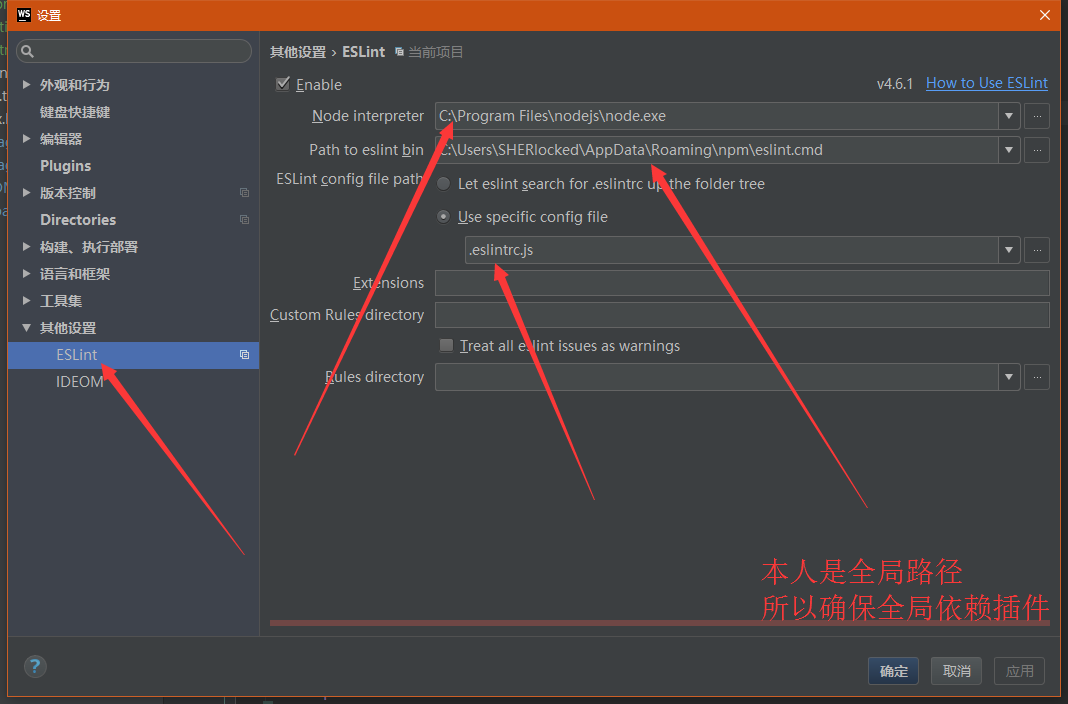 WS 设置
其他设置 › ESLint 当前项目
外观和行为
键盘快捷键
编辑器
Plugins
版本控制
Directories
构建、执行部署
语言和框架
工具集
其他设置
ESLint
IDEOM
Enable
v4.6.1 How to Use ESLint
Node interpreter C:\Program Files\nodejs\node.exe ...
Path to eslint bin C:\Users\SHERlocked\AppData\Roaming\npm\eslint.cmd ...
ESLint config file path Let eslint search for .eslintrc up the folder tree
Use specific config file
.eslintrc.js ...
Extensions
Custom Rules directory
Treat all eslint issues as warnings
Rules directory ...
本人是全局路径
所以确保全局依赖插件
? 确定 取消 应用